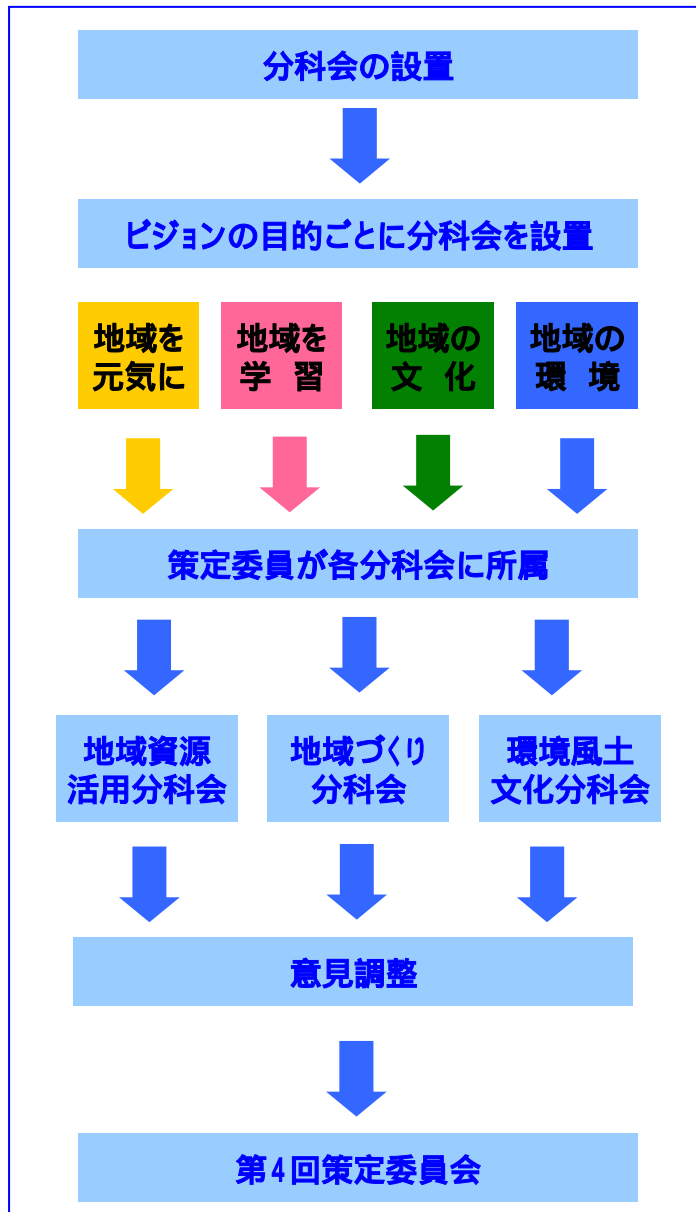 分科会の設置
ビジョンの目的ごとに分科会を設置
地域を
元気に
地域を
学 習
地域の
文 化
地域の
環 境
策定委員が各分科会に所属
地域資源
活用分科会
地域づくり
分科会
環境風土
文化分科会
意見調整
第4回策定委員会